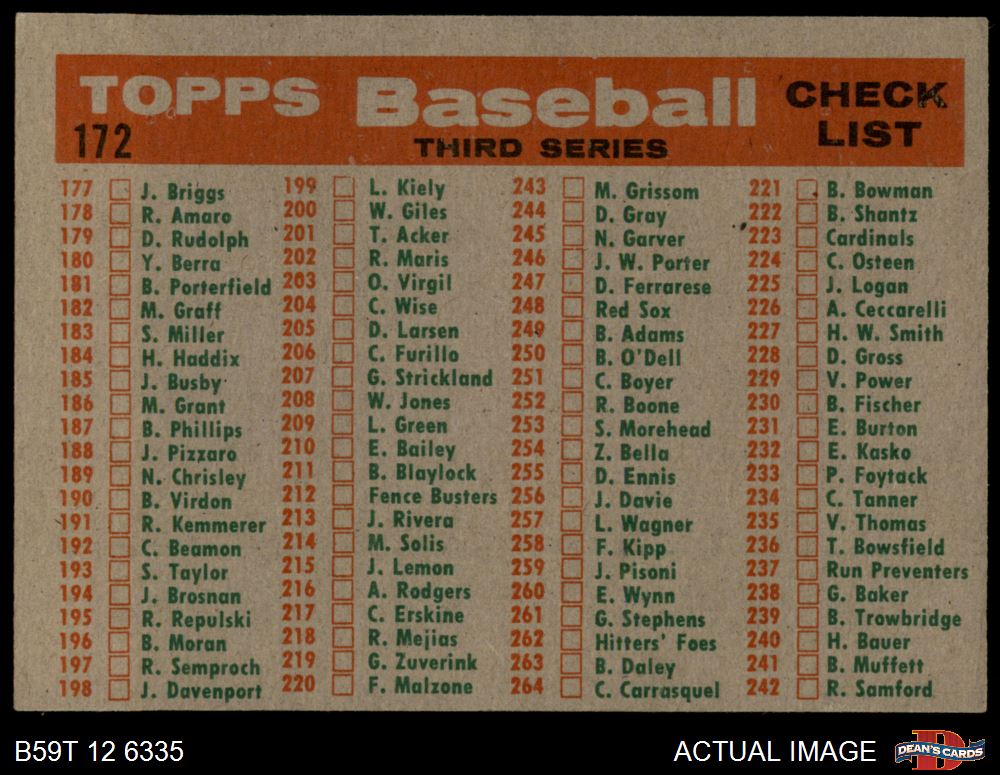 TOPPS Baseball CHECK LIST
172 THIRD SERIES
177 J. Briggs
178 R. Amaro
179 D. Rudolph
180 Y. Berra
181 B. Porterfield
182 M. Graff
183 S. Miller
184 H. Haddix
185 J. Busby
186 M. Grant
187 B. Phillips
188 J. Pizzaro
189 N. Chrisley
190 B. Virdon
191 R. Kemmerer
192 C. Beamon
193 S. Taylor
194 J. Brosnan
195 R. Repulski
196 B. Moran
197 R. Semproch
198 J. Davenport
199 L. Kiely
200 W. Giles
201 T. Acker
202 R. Maris
203 O. Virgil
204 C. Wise
205 D. Larsen
206 C. Furillo
207 G. Strickland
208 W. Jones
209 L. Green
210 E. Bailey
211 B. Blaylock
212 Fence Busters
213 J. Rivera
214 M. Solis
215 J. Lemon
216 A. Rodgers
217 C. Erskine
218 R. Mejias
219 G. Zuverink
220 F. Malzone
243 M. Grissom
244 D. Gray
245 N. Garver
246 J. W. Porter
247 D. Ferrarese
248 Red Sox
249 B. Adams
250 B. O'Dell
251 C. Boyer
252 R. Boone
253 S. Morehead
254 Z. Bella
255 D. Ennis
256 J. Davie
257 L. Wagner
258 F. Kipp
259 J. Pisoni
260 E. Wynn
261 G. Stephens
262 Hitters' Foes
263 B. Daley
264 C. Carrasquel
221 B. Bowman
222 B. Shantz
223 Cardinals
224 C. Osteen
225 J. Logan
226 A. Ceccarelli
227 H. W. Smith
228 D. Gross
229 V. Power
230 B. Fischer
231 E. Burton
232 E. Kasko
233 P. Foytack
234 C. Tanner
235 V. Thomas
236 T. Bowsfield
237 Run Preventers
238 G. Baker
239 B. Trowbridge
240 H. Bauer
241 B. Muffett
242 R. Samford
B59T 12 6335
ACTUAL IMAGE
D
DEAN'S CARDS